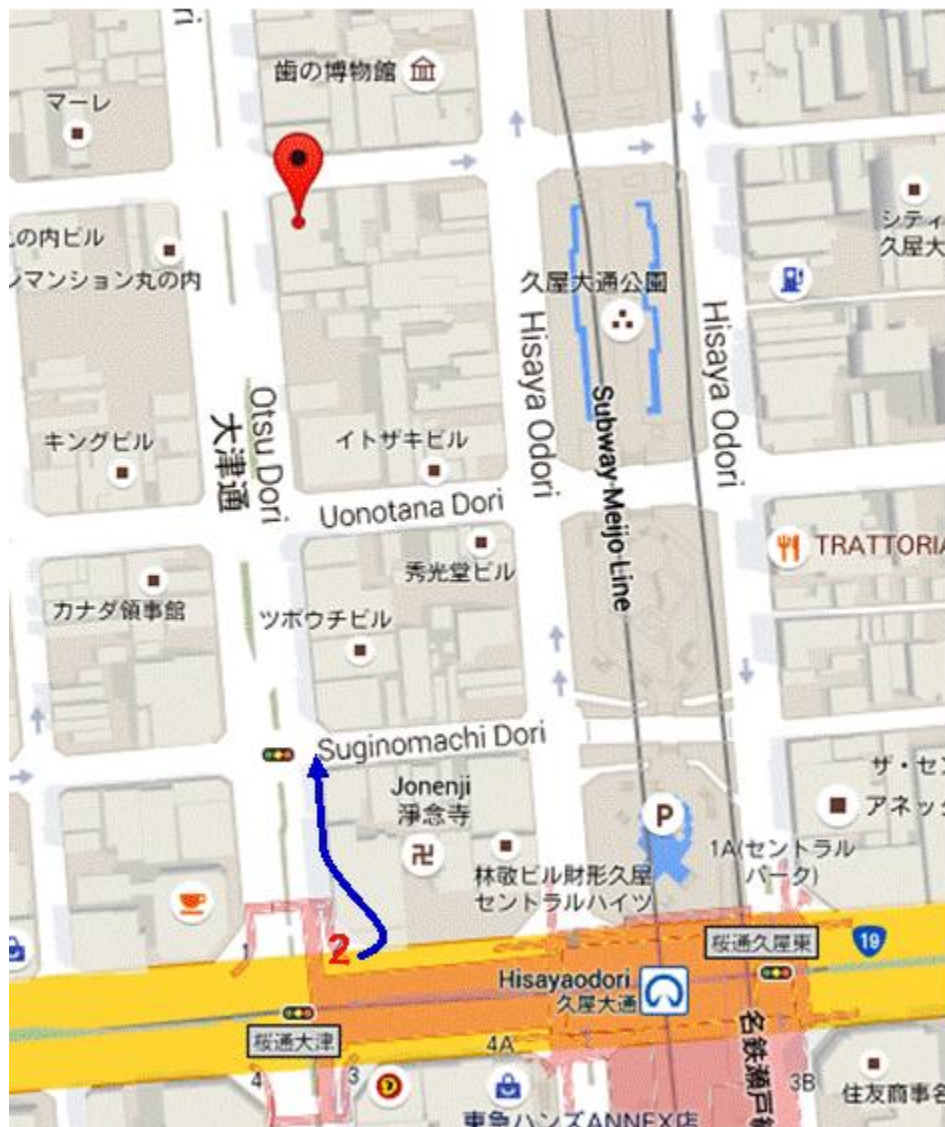 歯の博物館
マーレ
シティ
久屋大
の内ビル
ンマンション丸の内
久屋大通公園
Hisaya Odori
Hisaya Odori
Subway Meijo Line
Otsu Dori
大津通
キングビル
イトザキビル
Uonotana Dori
秀光堂ビル
TRATTORIA
カナダ領事館
ツボウチビル
Suginomachi Dori
Jonenji
淨念寺
卍
P
ザ・セン
アネック
1A(セントラル
パーク)
林敬ビル財形久屋
セントラルハイツ
1
2
桜通久屋東
19
Hisayaodori
久屋大通
桜通大津
4A
4
3
3B
名鉄瀬戸線
住友商事名
東急ハンズANNEX店